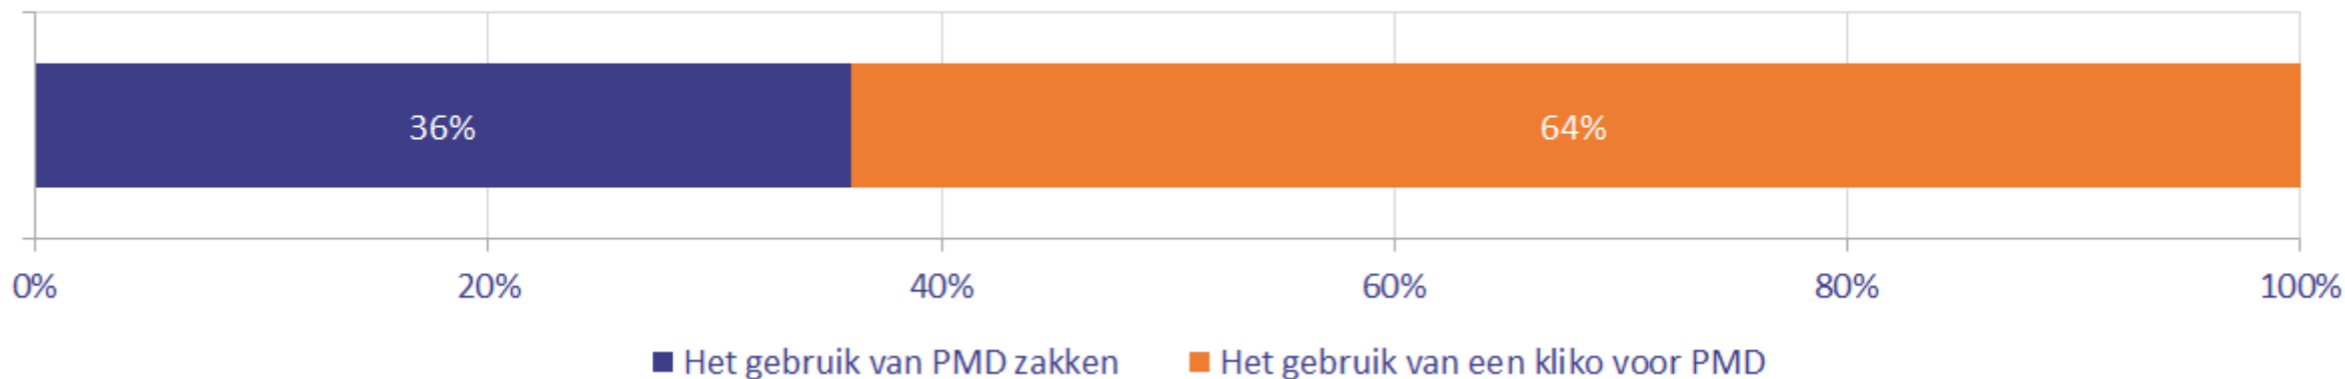 36% 64%
0% 20% 40% 60% 80% 100%
Het gebruik van PMD zakken Het gebruik van een kliko voor PMD